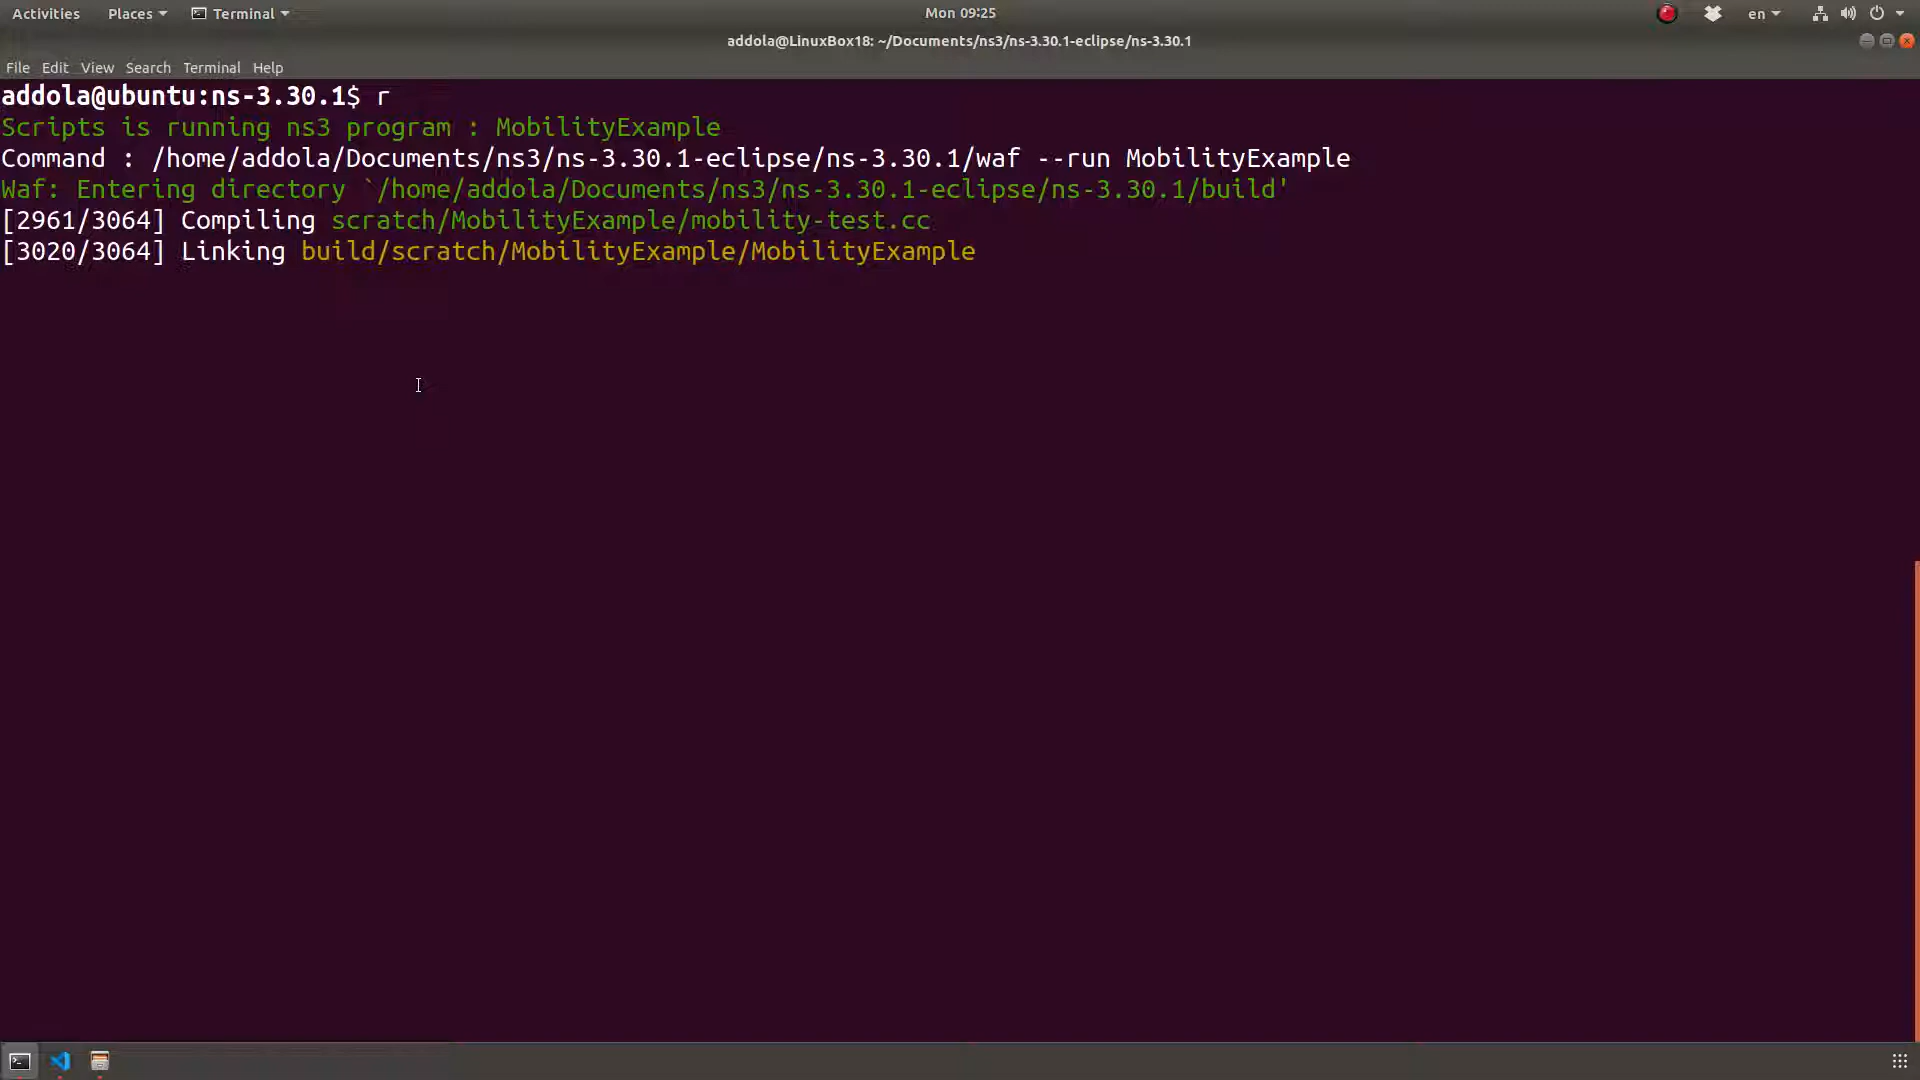 Activities Places Terminal Mon 09:25 en
addola@LinuxBox18: ~/Documents/ns3/ns-3.30.1-eclipse/ns-3.30.1
File Edit View Search Terminal Help
addola@ubuntu:ns-3.30.1$ r
Scripts is running ns3 program : MobilityExample
Command : /home/addola/Documents/ns3/ns-3.30.1-eclipse/ns-3.30.1/waf --run MobilityExample
Waf: Entering directory `/home/addola/Documents/ns3/ns-3.30.1-eclipse/ns-3.30.1/build'
[2961/3064] Compiling scratch/MobilityExample/mobility-test.cc
[3020/3064] Linking build/scratch/MobilityExample/MobilityExample